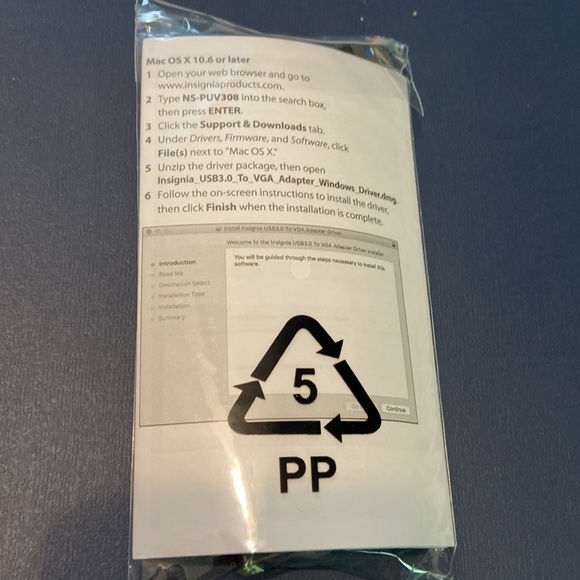 Mac OS X 10.6 or later
1 Open your web browser and go to
www.insigniaproducts.com.
2 Type NS-PUV308 into the search box,
then press ENTER.
3 Click the Support & Downloads tab.
4 Under Drivers, Firmware, and Software, click
File(s) next to "Mac OS X."
5 Unzip the driver package, then open
Insignia_USB3.0_To_VGA_Adapter_Windows_Driver.dmg.
6 Follow the on-screen instructions to install the driver,
then click Finish when the installation is complete.
Install Insignia USB3.0 To VGA Adapter Driver
Welcome to the Insignia USB3.0 To VGA Adapter Driver Installer
Introduction
Read Me
Destination Select
Installation Type
Installation
Summary
You will be guided through the steps necessary to install this
software.
Continue
5
PP